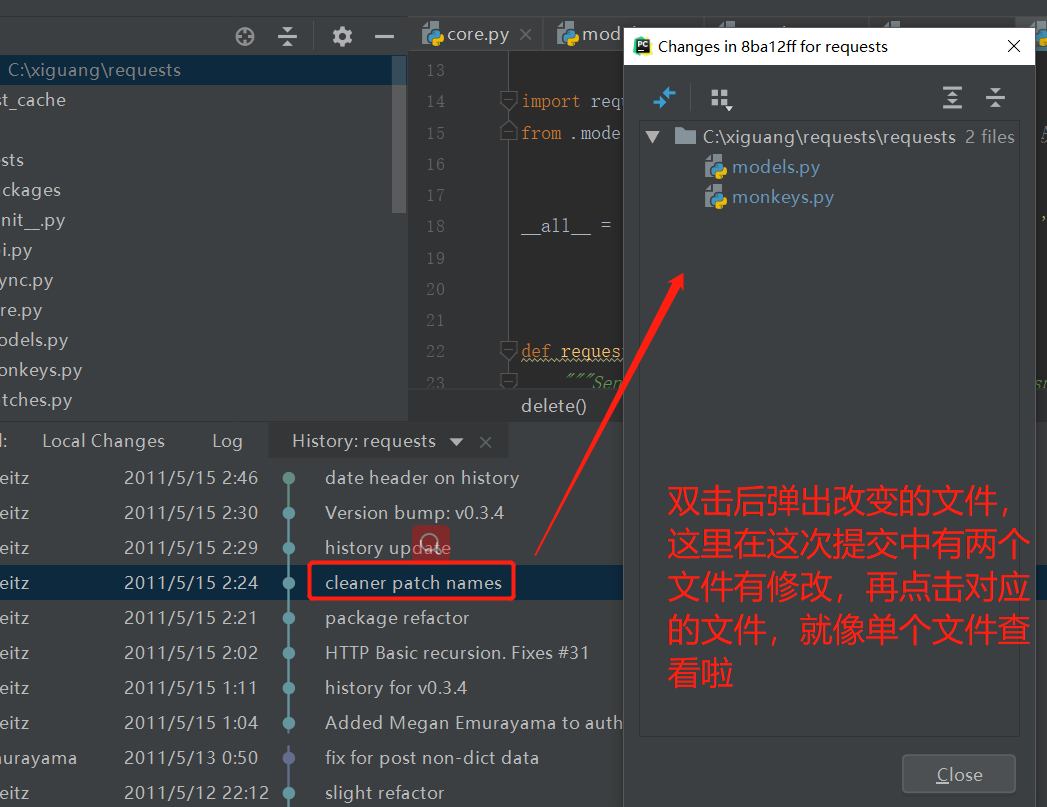 core.py
mod
Changes in 8ba12ff for requests
C:\xiguang\requests
st_cache
sts
ckages
nit__.py
i.py
ync.py
re.py
odels.py
onkeys.py
tches.py
13
14 import requ
15 from .mode
16
17
18 __all__ =
19
20
21
22 def reques
23 """Sen
delete()
C:\xiguang\requests\requests 2 files
models.py
monkeys.py
双击后弹出改变的文件，
这里在这次提交中有两个
文件有修改，再点击对应
的文件，就像单个文件查
看啦
Close
l: Local Changes Log History: requests
eitz 2011/5/15 2:46 date header on history
eitz 2011/5/15 2:30 Version bump: v0.3.4
eitz 2011/5/15 2:29 history update
eitz 2011/5/15 2:24 cleaner patch names
eitz 2011/5/15 2:21 package refactor
eitz 2011/5/15 2:02 HTTP Basic recursion. Fixes #31
eitz 2011/5/15 1:11 history for v0.3.4
eitz 2011/5/15 1:04 Added Megan Emurayama to auth
nurayama 2011/5/13 0:50 fix for post non-dict data
eitz 2011/5/12 22:12 slight refactor